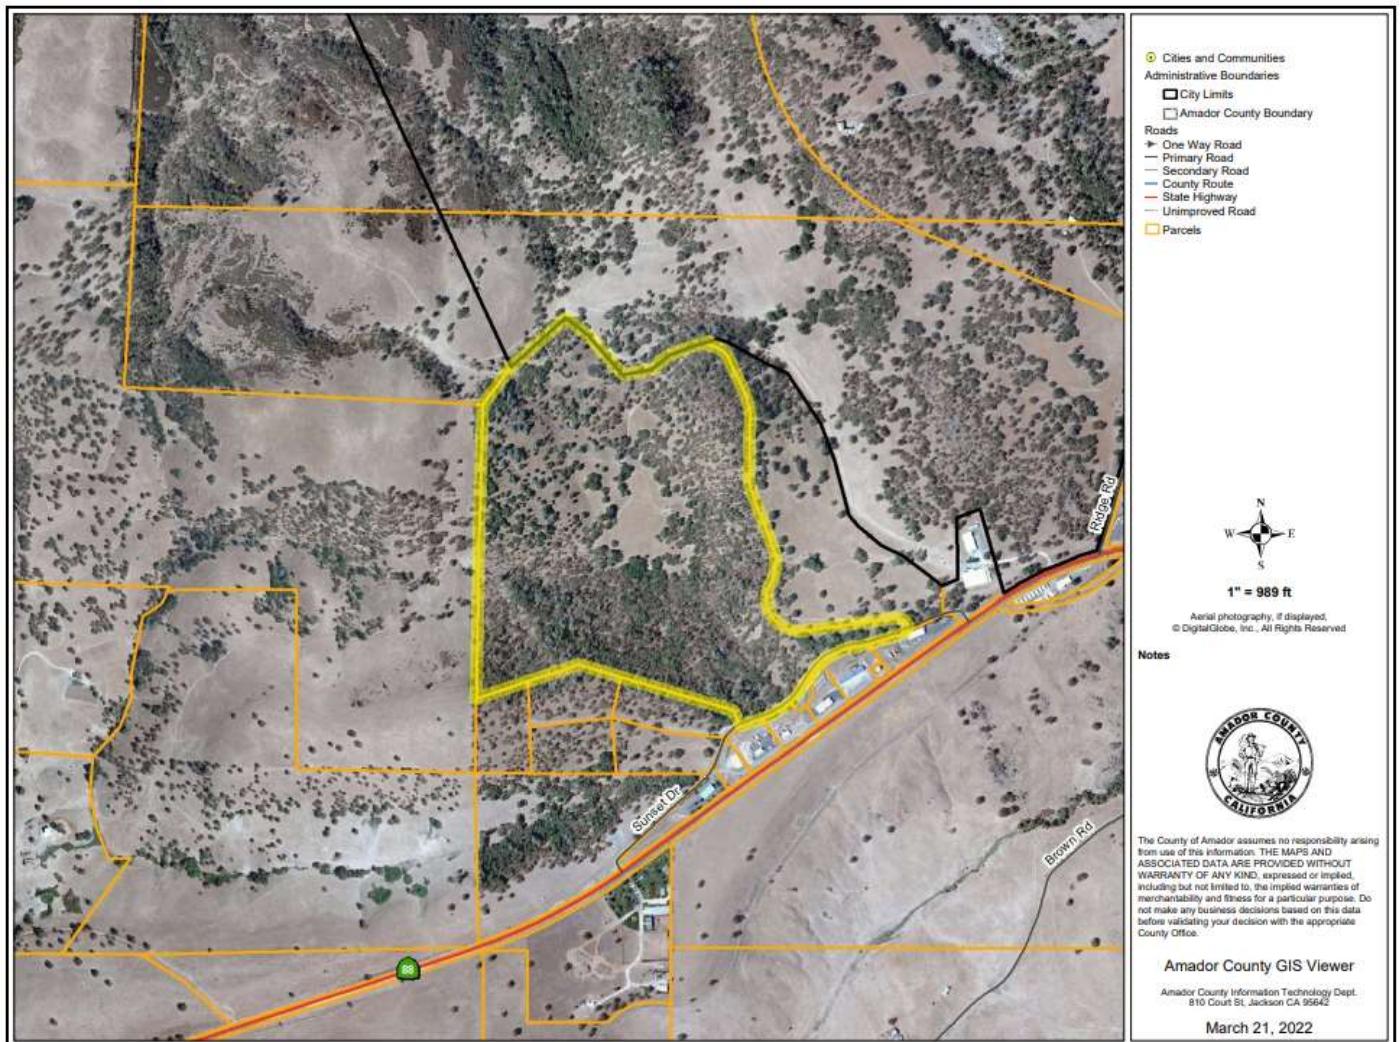 Cities and Communities
Administrative Boundaries
City Limits
Amador County Boundary
Roads
One Way Road
Primary Road
Secondary Road
County Route
State Highway
Unimproved Road
Parcels
N
W E
S
1" = 989 ft
Aerial photography, if displayed,
© DigitalGlobe, Inc., All Rights Reserved
Notes
AMADOR COUNTY
CALIFORNIA
The County of Amador assumes no responsibility arising
from use of this information. THE MAPS AND
ASSOCIATED DATA ARE PROVIDED WITHOUT
WARRANTY OF ANY KIND, expressed or implied,
including but not limited to, the implied warranties of
merchantability and fitness for a particular purpose. Do
not make any business decisions based on this data
before validating your decision with the appropriate
County Office.
Amador County GIS Viewer
Amador County Information Technology Dept.
810 Court St, Jackson CA 95642
March 21, 2022
Ridge Rd
Sunset Dr
Brown Rd
88